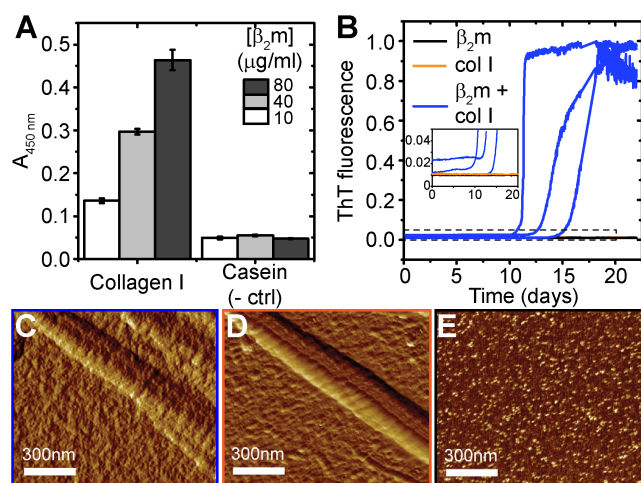 A
B
[β₂m]
(μg/ml)
80
40
10
A450 nm
0.5
0.4
0.3
0.2
0.1
0.0
Collagen I
Casein
(- ctrl)
β₂m
col I
β₂m +
col I
ThT fluorescence
1.0
0.8
0.6
0.4
0.2
0.0
0.04
0.02
0
0 10 20
0 5 10 15 20
Time (days)
C
D
E
300nm
300nm
300nm